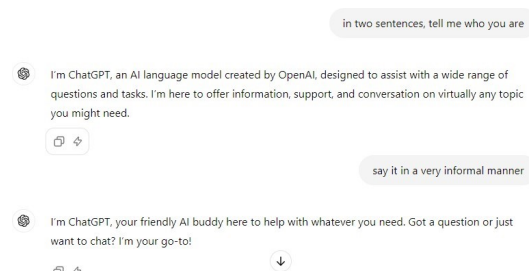 in two sentences, tell me who you are
I'm ChatGPT, an AI language model created by OpenAI, designed to assist with a wide range of
questions and tasks. I'm here to offer information, support, and conversation on virtually any topic
you might need.
say it in a very informal manner
I'm ChatGPT, your friendly AI buddy here to help with whatever you need. Got a question or just
want to chat? I'm your go-to!